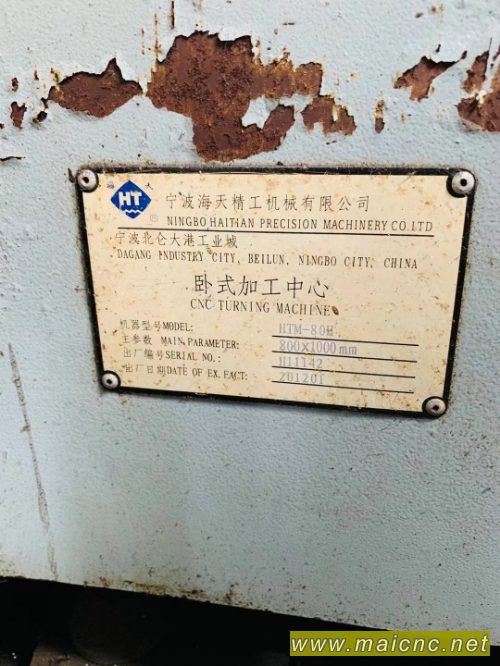 海天
HT
®
宁波海天精工机械有限公司
NINGBO HAITIAN PRECISION MACHINERY CO.LTD
宁波北仑大港工业城
DAGANG INDUSTRY CITY, BEILUN, NINGBO CITY, CHINA
卧式加工中心
CNC TURNING MACHINE
机器型号MODEL: HTM-80H
主参数 MAIN PARAMETER: 800x1000mm
出厂编号SERIAL NO.: H11142
出厂日期DATE OF EX. FACT: 201201
www.maicnc.net